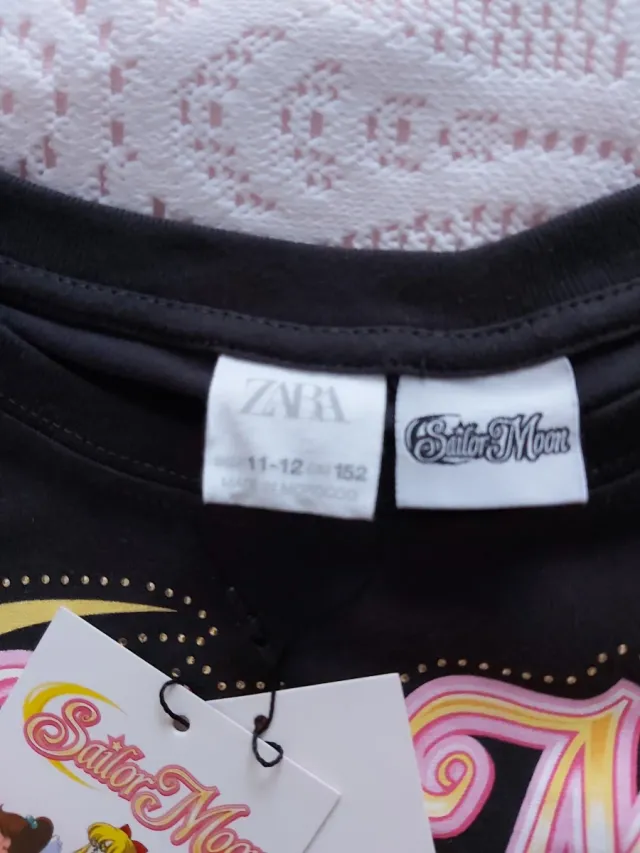 ZARA
11-12 152
MADE IN MOROCCO
Sailor Moon
Sailor Moon
M